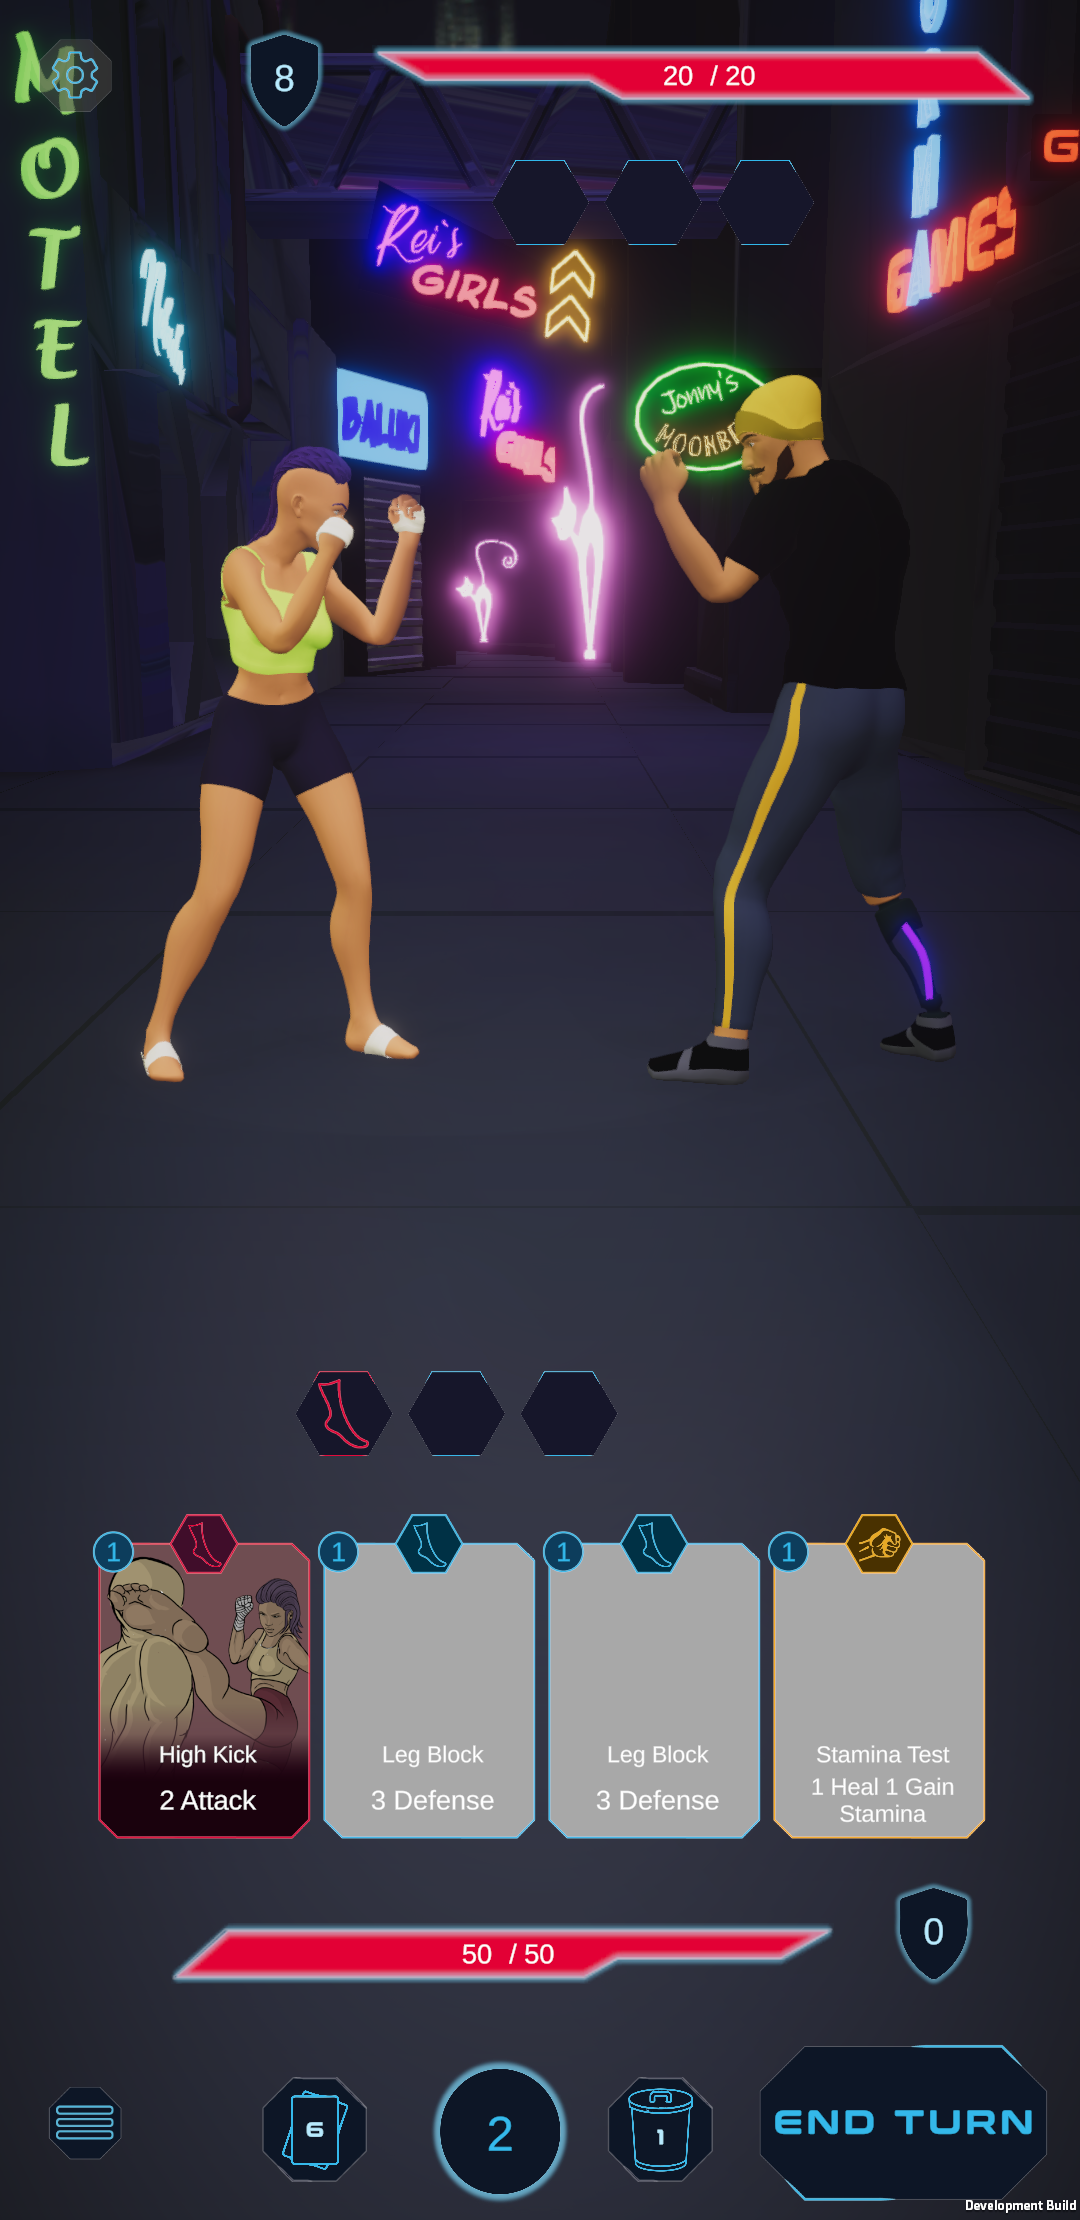 MOTEL
8
20 / 20
G
GAMES
Rei's
GIRLS
BALUKI
Rei's
GIRLS
Jonny's
MOONBE
1
1
1
1
High Kick
2 Attack
Leg Block
3 Defense
Leg Block
3 Defense
Stamina Test
1 Heal 1 Gain
Stamina
50 / 50
0
6
2
1
END TURN
Development Build